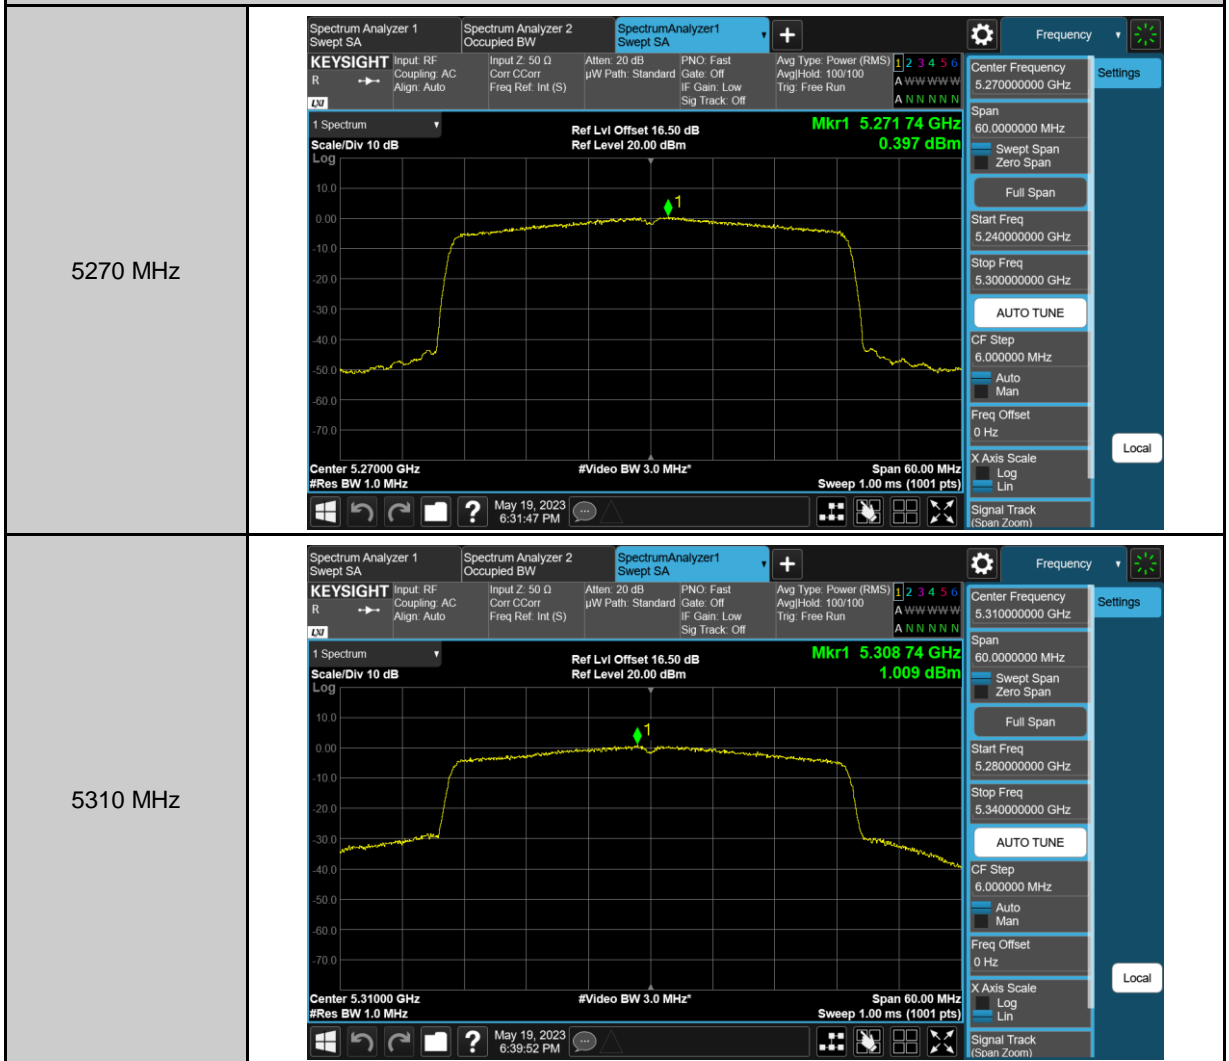 5270 MHz
Spectrum Analyzer 1
Swept SA
Spectrum Analyzer 2
Occupied BW
SpectrumAnalyzer1
Swept SA
+
Frequency
KEYSIGHT
R
LXI
Input: RF
Coupling: AC
Align: Auto
Input Z: 50 Ω
Corr CCorr
Freq Ref: Int (S)
Atten: 20 dB
µW Path: Standard
PNO: Fast
Gate: Off
IF Gain: Low
Sig Track: Off
Avg Type: Power (RMS)
Avg|Hold: 100/100
Trig: Free Run
1 2 3 4 5 6
A W W W W W
A N N N N N
1 Spectrum
Scale/Div 10 dB
Ref Lvl Offset 16.50 dB
Ref Level 20.00 dBm
Mkr1 5.271 74 GHz
0.397 dBm
Log
10.0
0.00
-10.0
-20.0
-30.0
-40.0
-50.0
-60.0
-70.0
1
Center 5.27000 GHz
#Res BW 1.0 MHz
#Video BW 3.0 MHz*
Span 60.00 MHz
Sweep 1.00 ms (1001 pts)
?
May 19, 2023
6:31:47 PM
Center Frequency
5.270000000 GHz
Span
60.0000000 MHz
Swept Span
Zero Span
Full Span
Start Freq
5.240000000 GHz
Stop Freq
5.300000000 GHz
AUTO TUNE
CF Step
6.000000 MHz
Auto
Man
Freq Offset
0 Hz
X Axis Scale
Log
Lin
Signal Track
(Span Zoom)
Settings
Local
5310 MHz
Spectrum Analyzer 1
Swept SA
Spectrum Analyzer 2
Occupied BW
SpectrumAnalyzer1
Swept SA
+
Frequency
KEYSIGHT
R
LXI
Input: RF
Coupling: AC
Align: Auto
Input Z: 50 Ω
Corr CCorr
Freq Ref: Int (S)
Atten: 20 dB
µW Path: Standard
PNO: Fast
Gate: Off
IF Gain: Low
Sig Track: Off
Avg Type: Power (RMS)
Avg|Hold: 100/100
Trig: Free Run
1 2 3 4 5 6
A W W W W W
A N N N N N
1 Spectrum
Scale/Div 10 dB
Ref Lvl Offset 16.50 dB
Ref Level 20.00 dBm
Mkr1 5.308 74 GHz
1.009 dBm
Log
10.0
0.00
-10.0
-20.0
-30.0
-40.0
-50.0
-60.0
-70.0
1
Center 5.31000 GHz
#Res BW 1.0 MHz
#Video BW 3.0 MHz*
Span 60.00 MHz
Sweep 1.00 ms (1001 pts)
?
May 19, 2023
6:39:52 PM
Center Frequency
5.310000000 GHz
Span
60.0000000 MHz
Swept Span
Zero Span
Full Span
Start Freq
5.280000000 GHz
Stop Freq
5.340000000 GHz
AUTO TUNE
CF Step
6.000000 MHz
Auto
Man
Freq Offset
0 Hz
X Axis Scale
Log
Lin
Signal Track
(Span Zoom)
Settings
Local